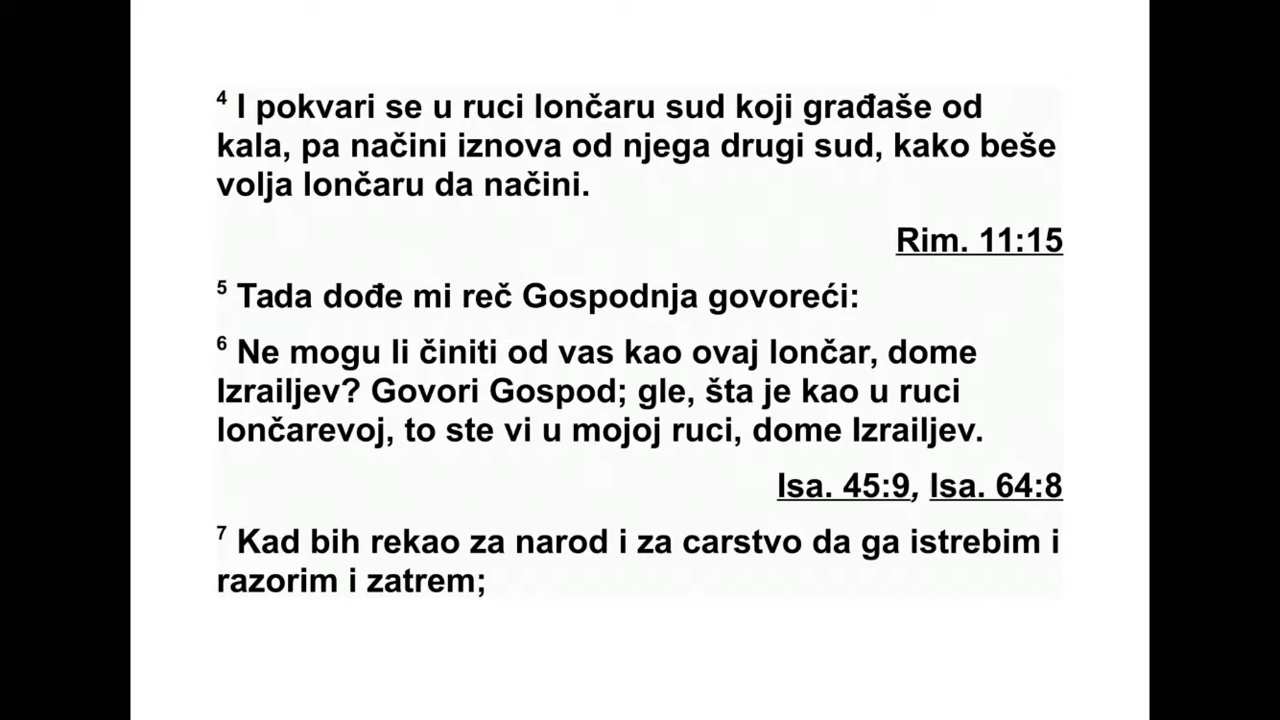 4 I pokvari se u ruci lončaru sud koji građaše od
kala, pa načini iznova od njega drugi sud, kako beše
volja lončaru da načini.
Rim. 11:15
5 Tada dođe mi reč Gospodnja govoreći:
6 Ne mogu li činiti od vas kao ovaj lončar, dome
Izrailjev? Govori Gospod; gle, šta je kao u ruci
lončarevoj, to ste vi u mojoj ruci, dome Izrailjev.
Isa. 45:9, Isa. 64:8
7 Kad bih rekao za narod i za carstvo da ga istrebim i
razorim i zatrem;